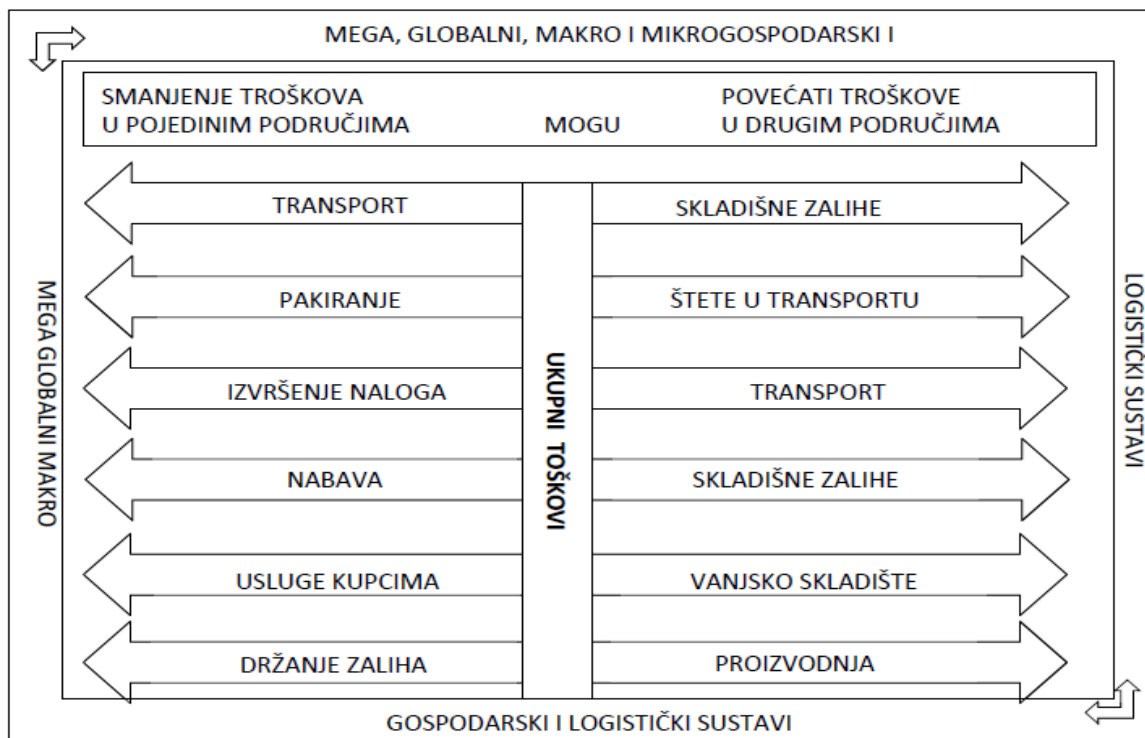 MEGA, GLOBALNI, MAKRO I MIKROGOSPODARSKI I
SMANJENJE TROŠKOVA
U POJEDINIM PODRUČJIMA
MOGU
POVEĆATI TROŠKOVE
U DRUGIM PODRUČJIMA
MEGA GLOBALNI MAKRO
UKUPNI TOŠKOVI
LOGISTIČKI SUSTAVI
TRANSPORT
SKLADIŠNE ZALIHE
PAKIRANJE
ŠTETE U TRANSPORTU
IZVRŠENJE NALOGA
TRANSPORT
NABAVA
SKLADIŠNE ZALIHE
USLUGE KUPCIMA
VANJSKO SKLADIŠTE
DRŽANJE ZALIHA
PROIZVODNJA
GOSPODARSKI I LOGISTIČKI SUSTAVI